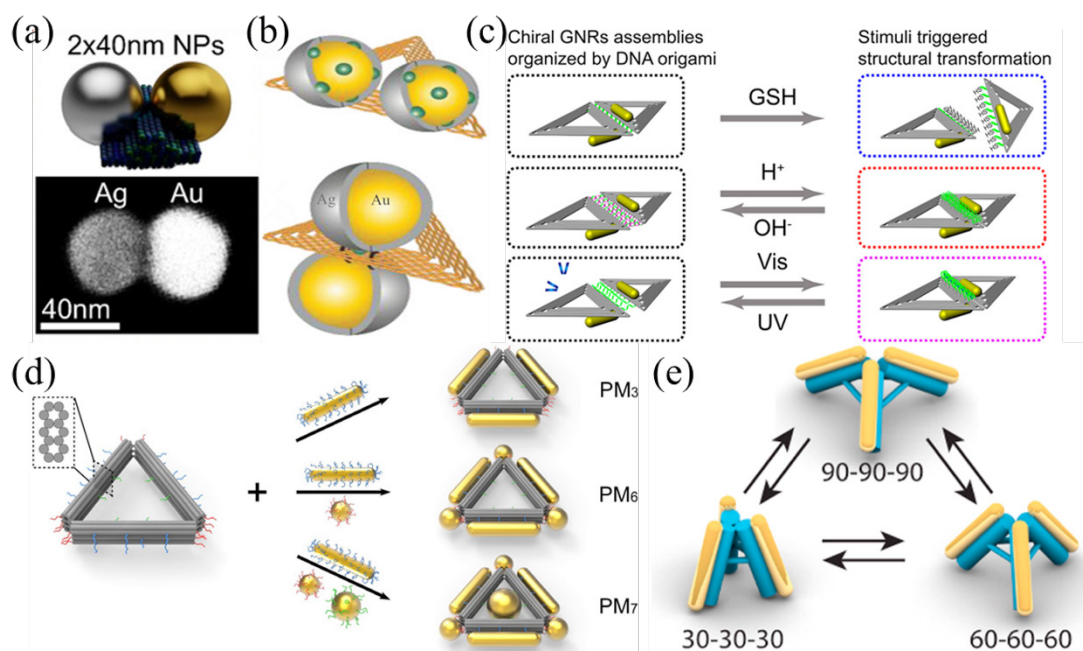 (a)
2x40nm NPs
Ag Au
40nm
(b)
Ag Au
(c)
Chiral GNRs assemblies
organized by DNA origami
Stimuli triggered
structural transformation
GSH
H⁺
OH⁻
Vis
UV
(d)
+
PM₃
PM₆
PM₇
(e)
90-90-90
30-30-30
60-60-60